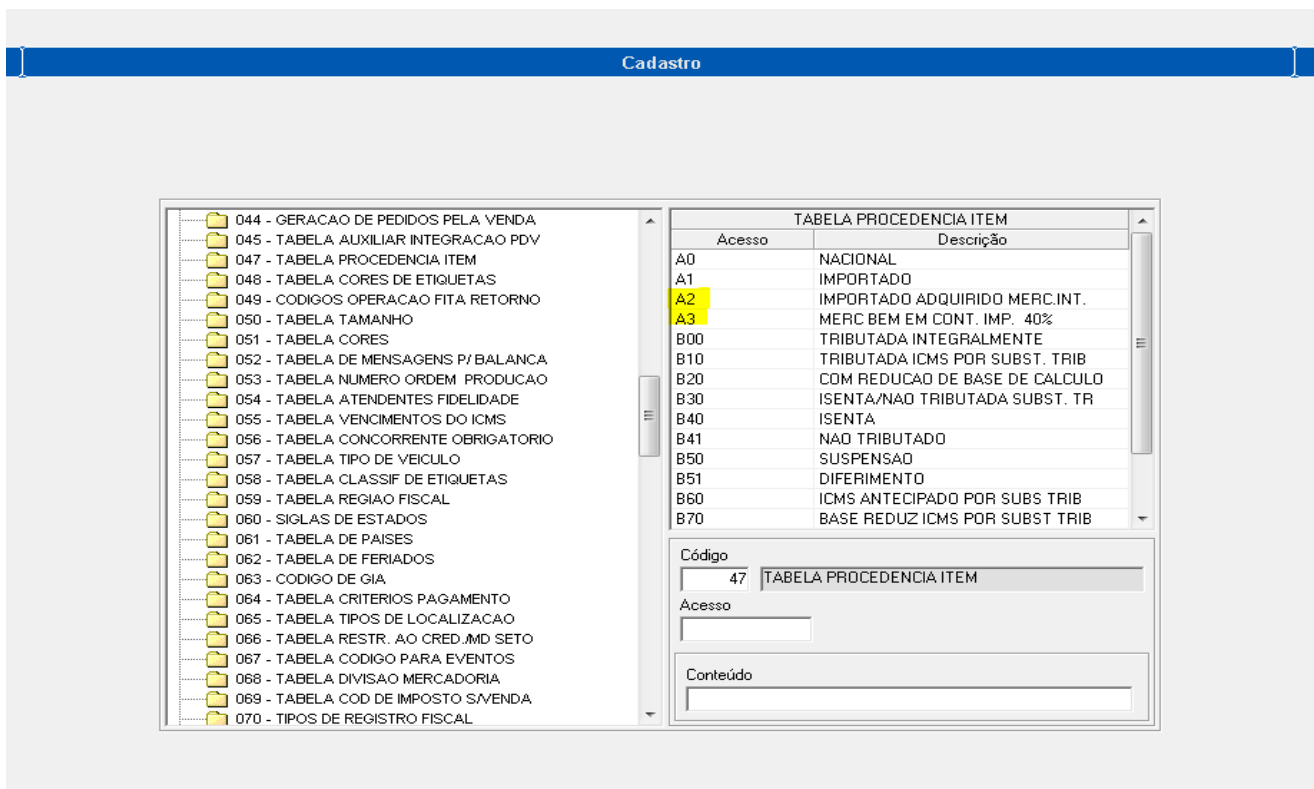 Cadastro
044 - GERACAO DE PEDIDOS PELA VENDA
045 - TABELA AUXILIAR INTEGRACAO PDV
047 - TABELA PROCEDENCIA ITEM
048 - TABELA CORES DE ETIQUETAS
049 - CODIGOS OPERACAO FITA RETORNO
050 - TABELA TAMANHO
051 - TABELA CORES
052 - TABELA DE MENSAGENS P/ BALANCA
053 - TABELA NUMERO ORDEM PRODUCAO
054 - TABELA ATENDENTES FIDELIDADE
055 - TABELA VENCIMENTOS DO ICMS
056 - TABELA CONCORRENTE OBRIGATORIO
057 - TABELA TIPO DE VEICULO
058 - TABELA CLASSIF DE ETIQUETAS
059 - TABELA REGIAO FISCAL
060 - SIGLAS DE ESTADOS
061 - TABELA DE PAISES
062 - TABELA DE FERIADOS
063 - CODIGO DE GIA
064 - TABELA CRITERIOS PAGAMENTO
065 - TABELA TIPOS DE LOCALIZACAO
066 - TABELA RESTR. AO CRED./MD SETO
067 - TABELA CODIGO PARA EVENTOS
068 - TABELA DIVISAO MERCADORIA
069 - TABELA COD DE IMPOSTO S/VENDA
070 - TIPOS DE REGISTRO FISCAL
TABELA PROCEDENCIA ITEM
Acesso Descrição
A0 NACIONAL
A1 IMPORTADO
A2 IMPORTADO ADQUIRIDO MERC.INT.
A3 MERC BEM EM CONT. IMP. 40%
B00 TRIBUTADA INTEGRALMENTE
B10 TRIBUTADA ICMS POR SUBST. TRIB
B20 COM REDUCAO DE BASE DE CALCULO
B30 ISENTA/NAO TRIBUTADA SUBST. TR
B40 ISENTA
B41 NAO TRIBUTADO
B50 SUSPENSAO
B51 DIFERIMENTO
B60 ICMS ANTECIPADO POR SUBS TRIB
B70 BASE REDUZ ICMS POR SUBST TRIB
Código
47 TABELA PROCEDENCIA ITEM
Acesso
Conteúdo